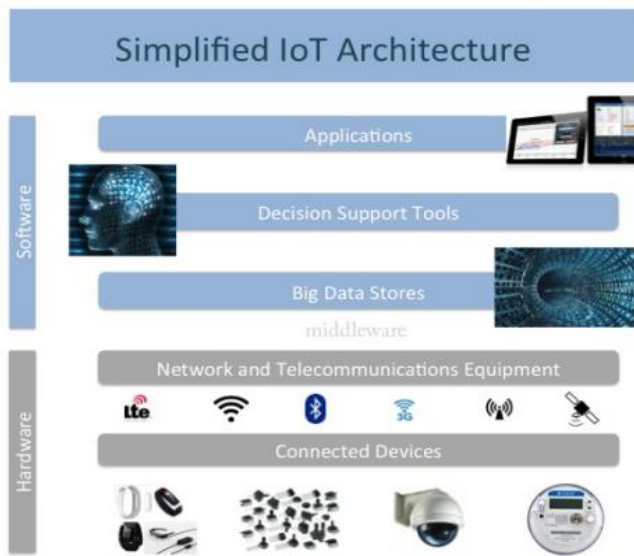 Simplified IoT Architecture
Software
Applications
Decision Support Tools
Big Data Stores
middleware
Hardware
Network and Telecommunications Equipment
Lte
3G
Connected Devices